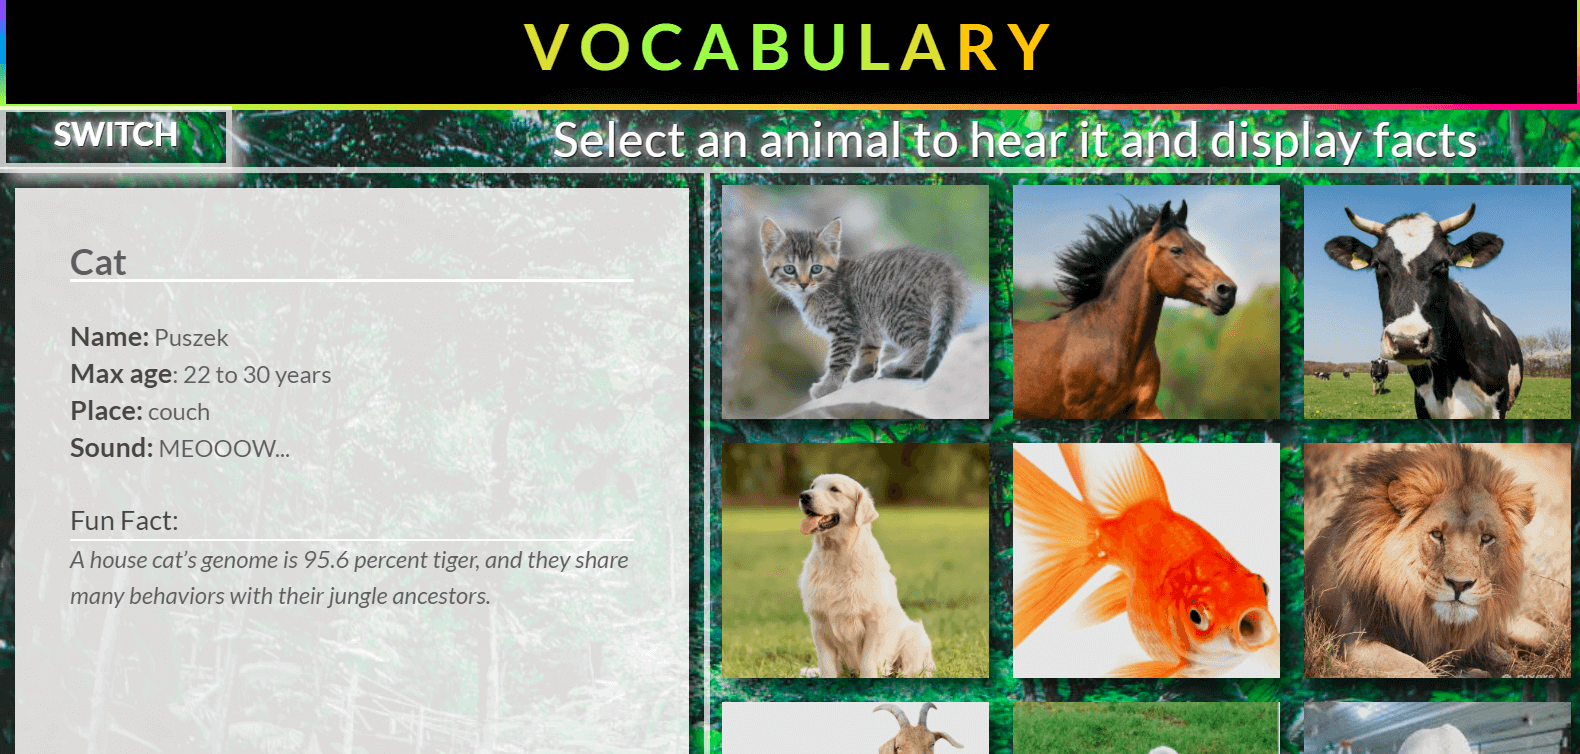 VOCABULARY
SWITCH
Select an animal to hear it and display facts
Cat
Name: Puszek
Max age: 22 to 30 years
Place: couch
Sound: MEOOOW...
Fun Fact:
A house cat’s genome is 95.6 percent tiger, and they share
many behaviors with their jungle ancestors.